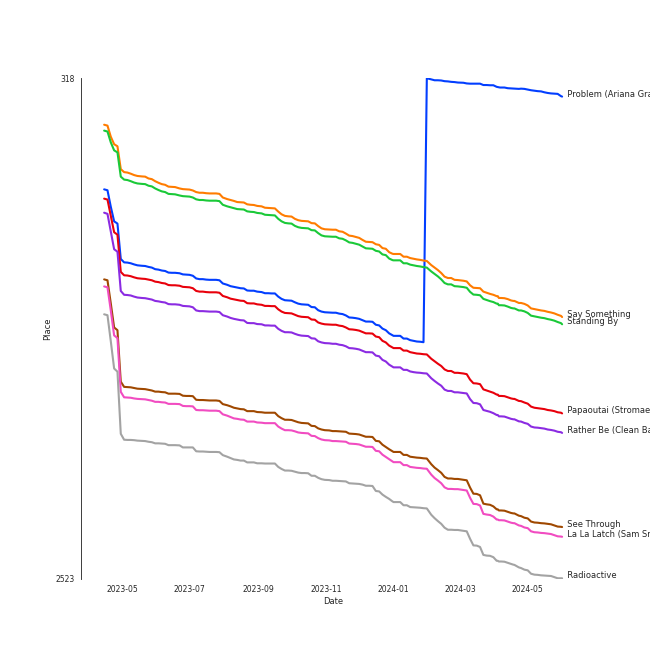 318
Problem (Ariana Gra
Say Something
Standing By
Place
Papaoutai (Stromae
Rather Be (Clean Ba
See Through
La La Latch (Sam Sm
Radioactive
2523
2023-05 2023-07 2023-09 2023-11 2024-01 2024-03 2024-05
Date